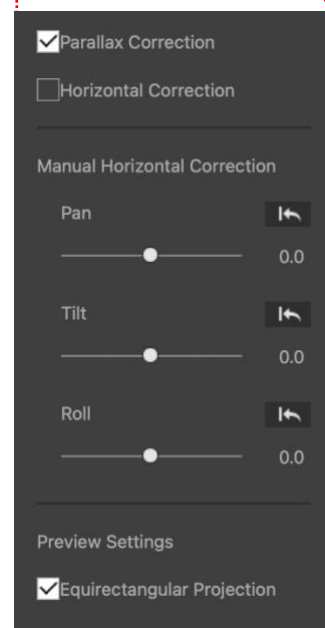 Parallax Correction
Horizontal Correction
Manual Horizontal Correction
Pan
0.0
Tilt
0.0
Roll
0.0
Preview Settings
Equirectangular Projection